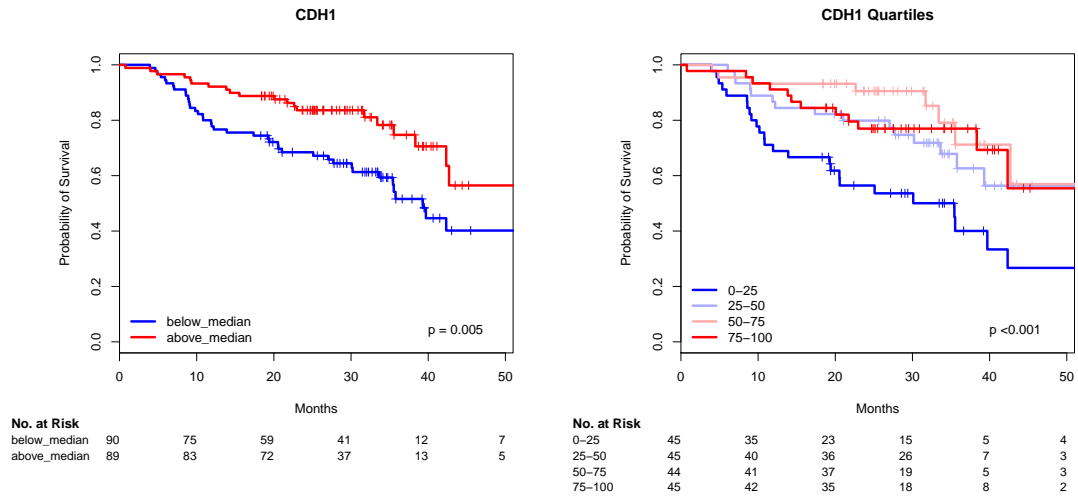 CDH1
Probability of Survival
1.0
0.8
0.6
0.4
0.2
0.0
below_median
above_median
p = 0.005
0 10 20 30 40 50
Months
No. at Risk
below_median 90 75 59 41 12 7
above_median 89 83 72 37 13 5
CDH1 Quartiles
Probability of Survival
1.0
0.8
0.6
0.4
0.2
0.0
0−25
25−50
50−75
75−100
p <0.001
0 10 20 30 40 50
Months
No. at Risk
0−25 45 35 23 15 5 4
25−50 45 40 36 26 7 3
50−75 44 41 37 19 5 3
75−100 45 42 35 18 8 2